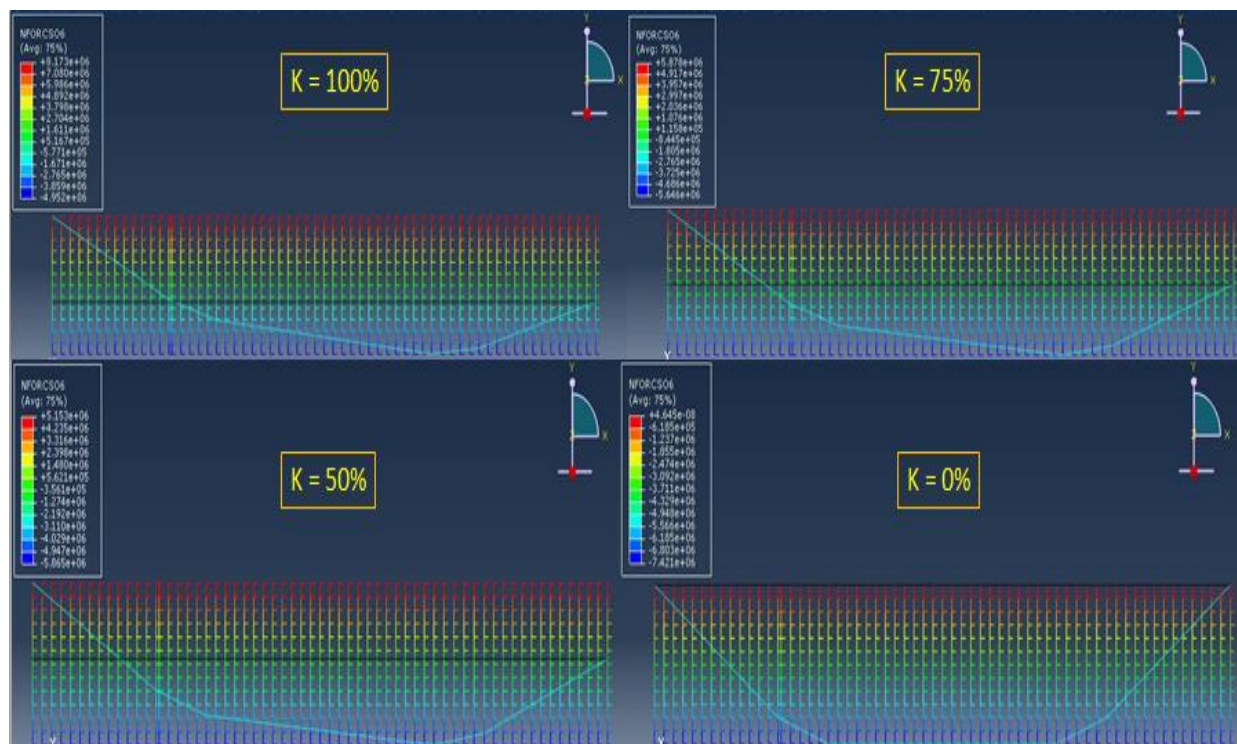 NFORCSO6
(Avg: 75%)
+8.173e+06
+7.080e+06
+5.986e+06
+4.892e+06
+3.798e+06
+2.704e+06
+1.611e+06
+5.167e+05
-5.771e+05
-1.671e+06
-2.765e+06
-3.859e+06
-4.952e+06
K = 100%
Y
X
NFORCSO6
(Avg: 75%)
+5.878e+06
+4.917e+06
+3.957e+06
+2.997e+06
+2.036e+06
+1.076e+06
+1.158e+05
-8.445e+05
-1.805e+06
-2.765e+06
-3.725e+06
-4.686e+06
-5.646e+06
K = 75%
Y
X
Y
NFORCSO6
(Avg: 75%)
+5.153e+06
+4.235e+06
+3.316e+06
+2.398e+06
+1.480e+06
+5.621e+05
-3.561e+05
-1.274e+06
-2.192e+06
-3.110e+06
-4.029e+06
-4.947e+06
-5.865e+06
K = 50%
Y
X
Y
NFORCSO6
(Avg: 75%)
+4.645e-08
-6.185e+05
-1.237e+06
-1.855e+06
-2.474e+06
-3.092e+06
-3.711e+06
-4.329e+06
-4.948e+06
-5.566e+06
-6.185e+06
-6.803e+06
-7.421e+06
K = 0%
Y
X
Y